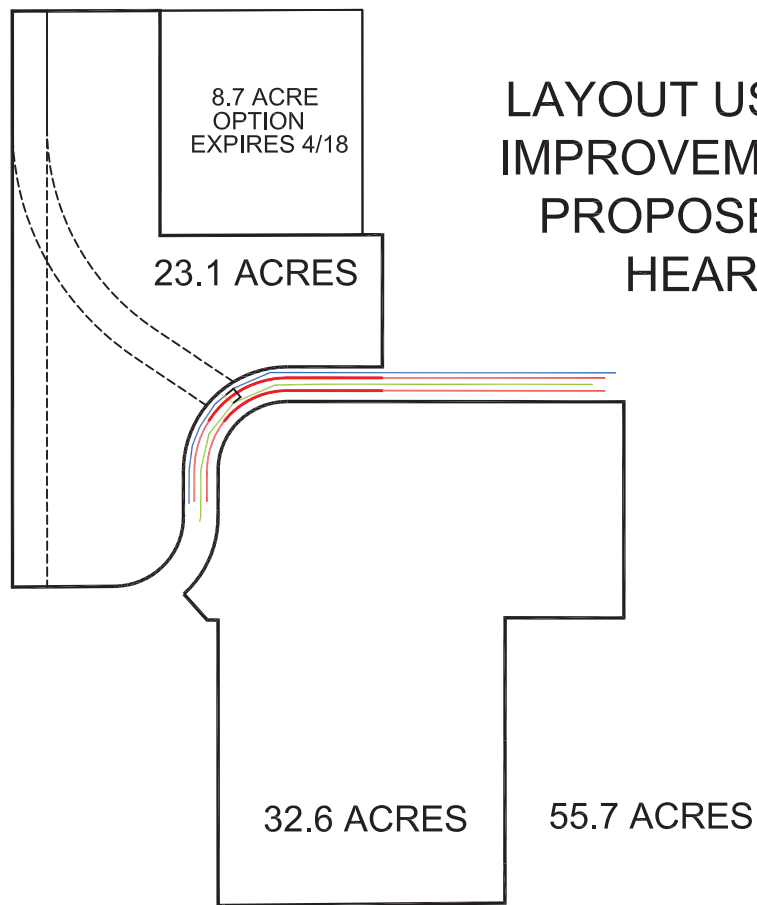 8.7 ACRE
OPTION
EXPIRES 4/18
LAYOUT US
IMPROVEM
PROPOSE
HEAR
23.1 ACRES
32.6 ACRES
55.7 ACRES